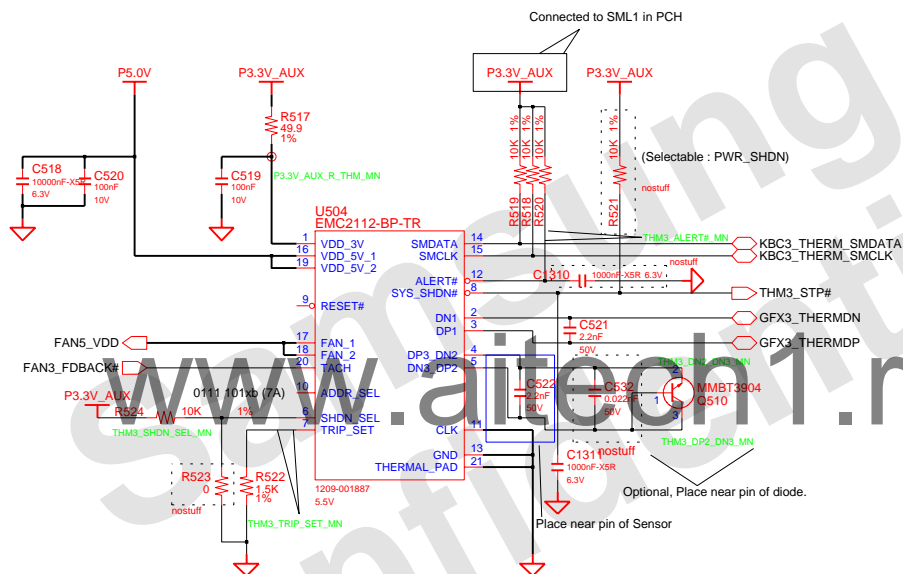 Connected to SML1 in PCH
P5.0V
P3.3V_AUX
P3.3V_AUX
P3.3V_AUX
R517
49.9
1%
10K 1%
10K 1%
10K 1%
10K 1%
(Selectable : PWR_SHDN)
nostuff
R519
R518
R520
R521
C518
10000nF-X5R
6.3V
C520
100nF
10V
C519
100nF
10V
P3.3V_AUX_R_THM_MN
U504
EMC2112-BP-TR
1 VDD_3V
16 VDD_5V_1
19 VDD_5V_2
9 RESET#
17 FAN_1
18 FAN_2
20 TACH
10 ADDR_SEL
6 SHDN_SEL
7 TRIP_SET
SMDATA 14
SMCLK 15
ALERT# 12
SYS_SHDN# 8
DN1 2
DP1 3
DP3_DN2 4
DN3_DP2 5
CLK 11
GND 13
THERMAL_PAD 21
1209-001887
5.5V
THM3_ALERT#_MN
KBC3_THERM_SMDATA
KBC3_THERM_SMCLK
nostuff
C1310
1000nF-X5R 6.3V
THM3_STP#
GFX3_THERMDN
GFX3_THERMDP
C521
2.2nF
50V
FAN5_VDD
FAN3_FDBACK#
0111 101xb (7A)
P3.3V_AUX
R524
10K
1%
THM3_SHDN_SEL_MN
R523
0
nostuff
R522
1.5K
1%
THM3_TRIP_SET_MN
C522
2.2nF
50V
C532
0.022nF
50V
nostuff
THM3_DN2_DN3_MN
2
1
3
MMBT3904
Q510
THM3_DP2_DN3_MN
C1311
1000nF-X5R
6.3V
Optional, Place near pin of diode.
Place near pin of Sensor
Samsung
www.aitech1.r